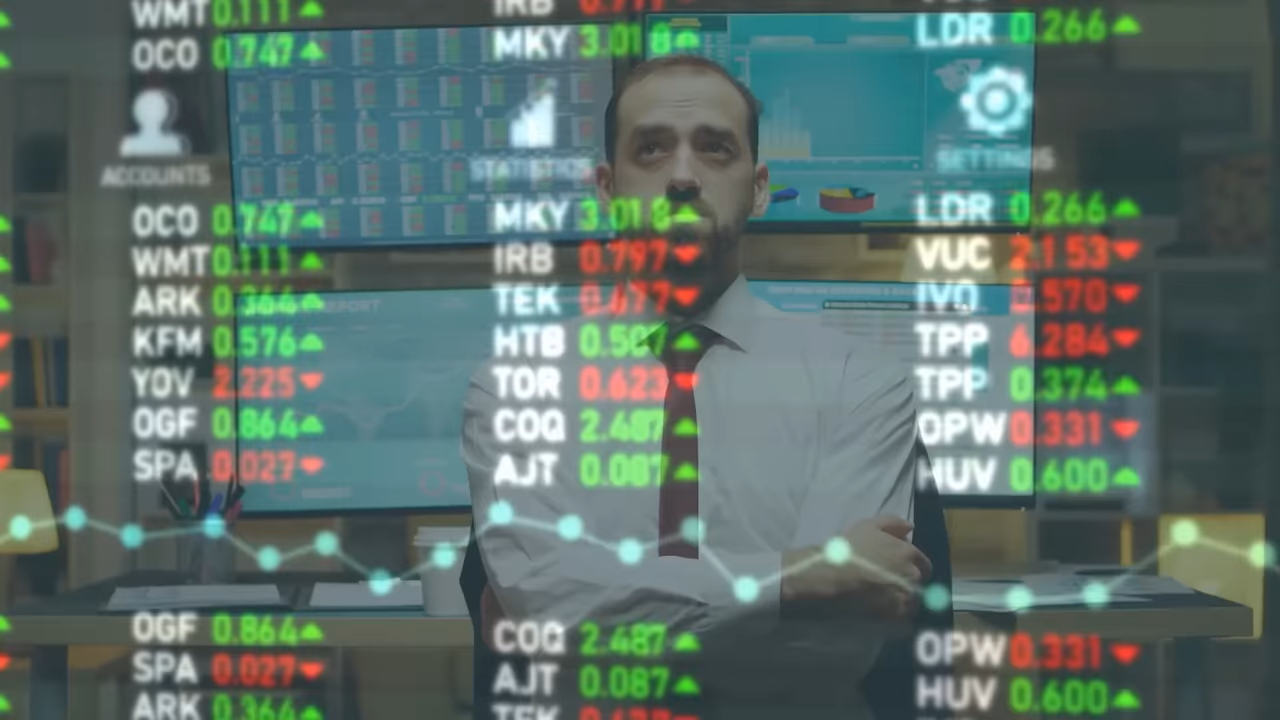 WMT 0.111
OCO 0.747
ACCOUNTS
OCO 0.747
WMT 0.111
ARK 0.364
KFM 0.576
YOV 2.225
OGF 0.864
SPA 0.027
OGF 0.864
SPA 0.027
ARK 0.364
IRB
MKY 3.018
STATISTICS
MKY 3.018
IRB 0.797
TEK 0.477
HTB 0.507
TOR 0.623
COQ 2.487
AJT 0.087
COQ 2.487
AJT 0.087
TEK
LDR 0.266
SETTINGS
LDR 0.266
VUC 2.153
IVQ
TPP 6.284
TPP 0.374
OPW 0.331
HUV 0.600
OPW 0.331
HUV 0.600
REPORT